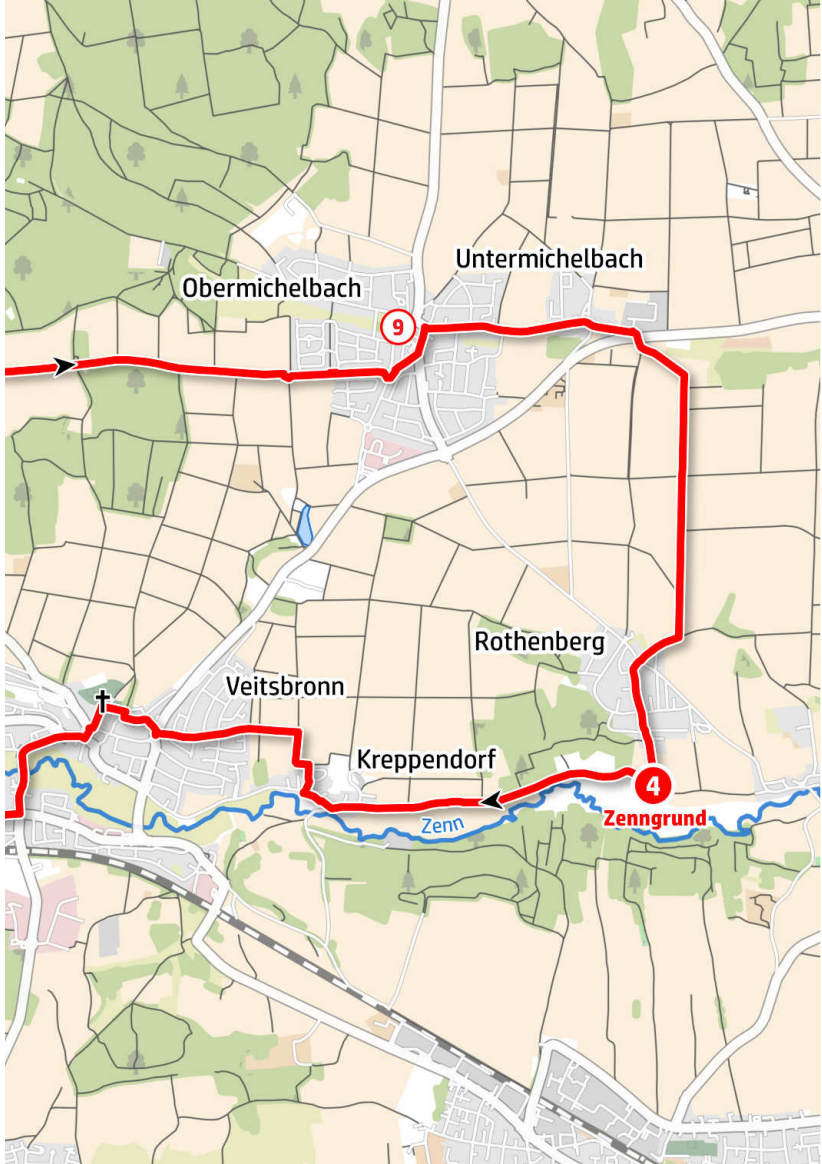 Untermichelbach
Obermichelbach
9
Rothenberg
Veitsbronn
Kreppendorf
4
Zenngrund
Zenn